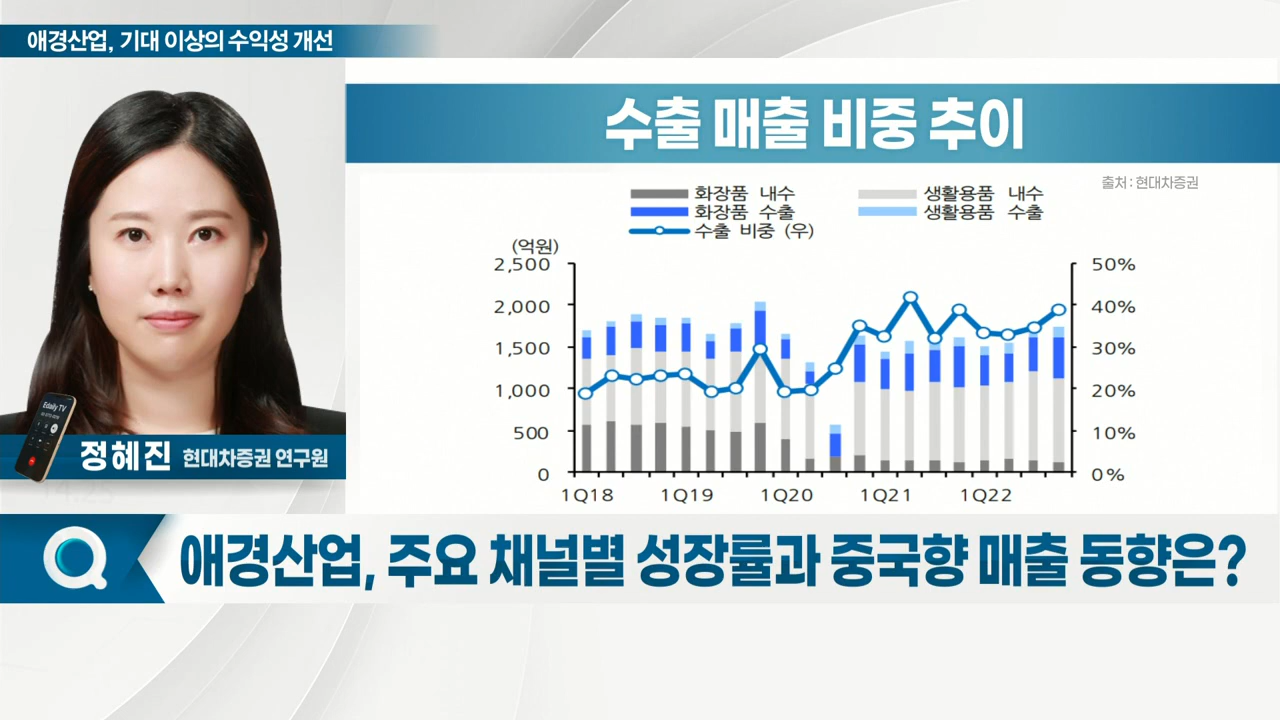 애경산업, 기대 이상의 수익성 개선
수출 매출 비중 추이
출처 : 현대차증권
화장품 내수
생활용품 내수
화장품 수출
생활용품 수출
수출 비중 (우)
(억원)
2,500
2,000
1,500
1,000
500
0
50%
40%
30%
20%
10%
0%
1Q18 1Q19 1Q20 1Q21 1Q22
Edaily TV
정혜진 현대차증권 연구원
애경산업, 주요 채널별 성장률과 중국향 매출 동향은?